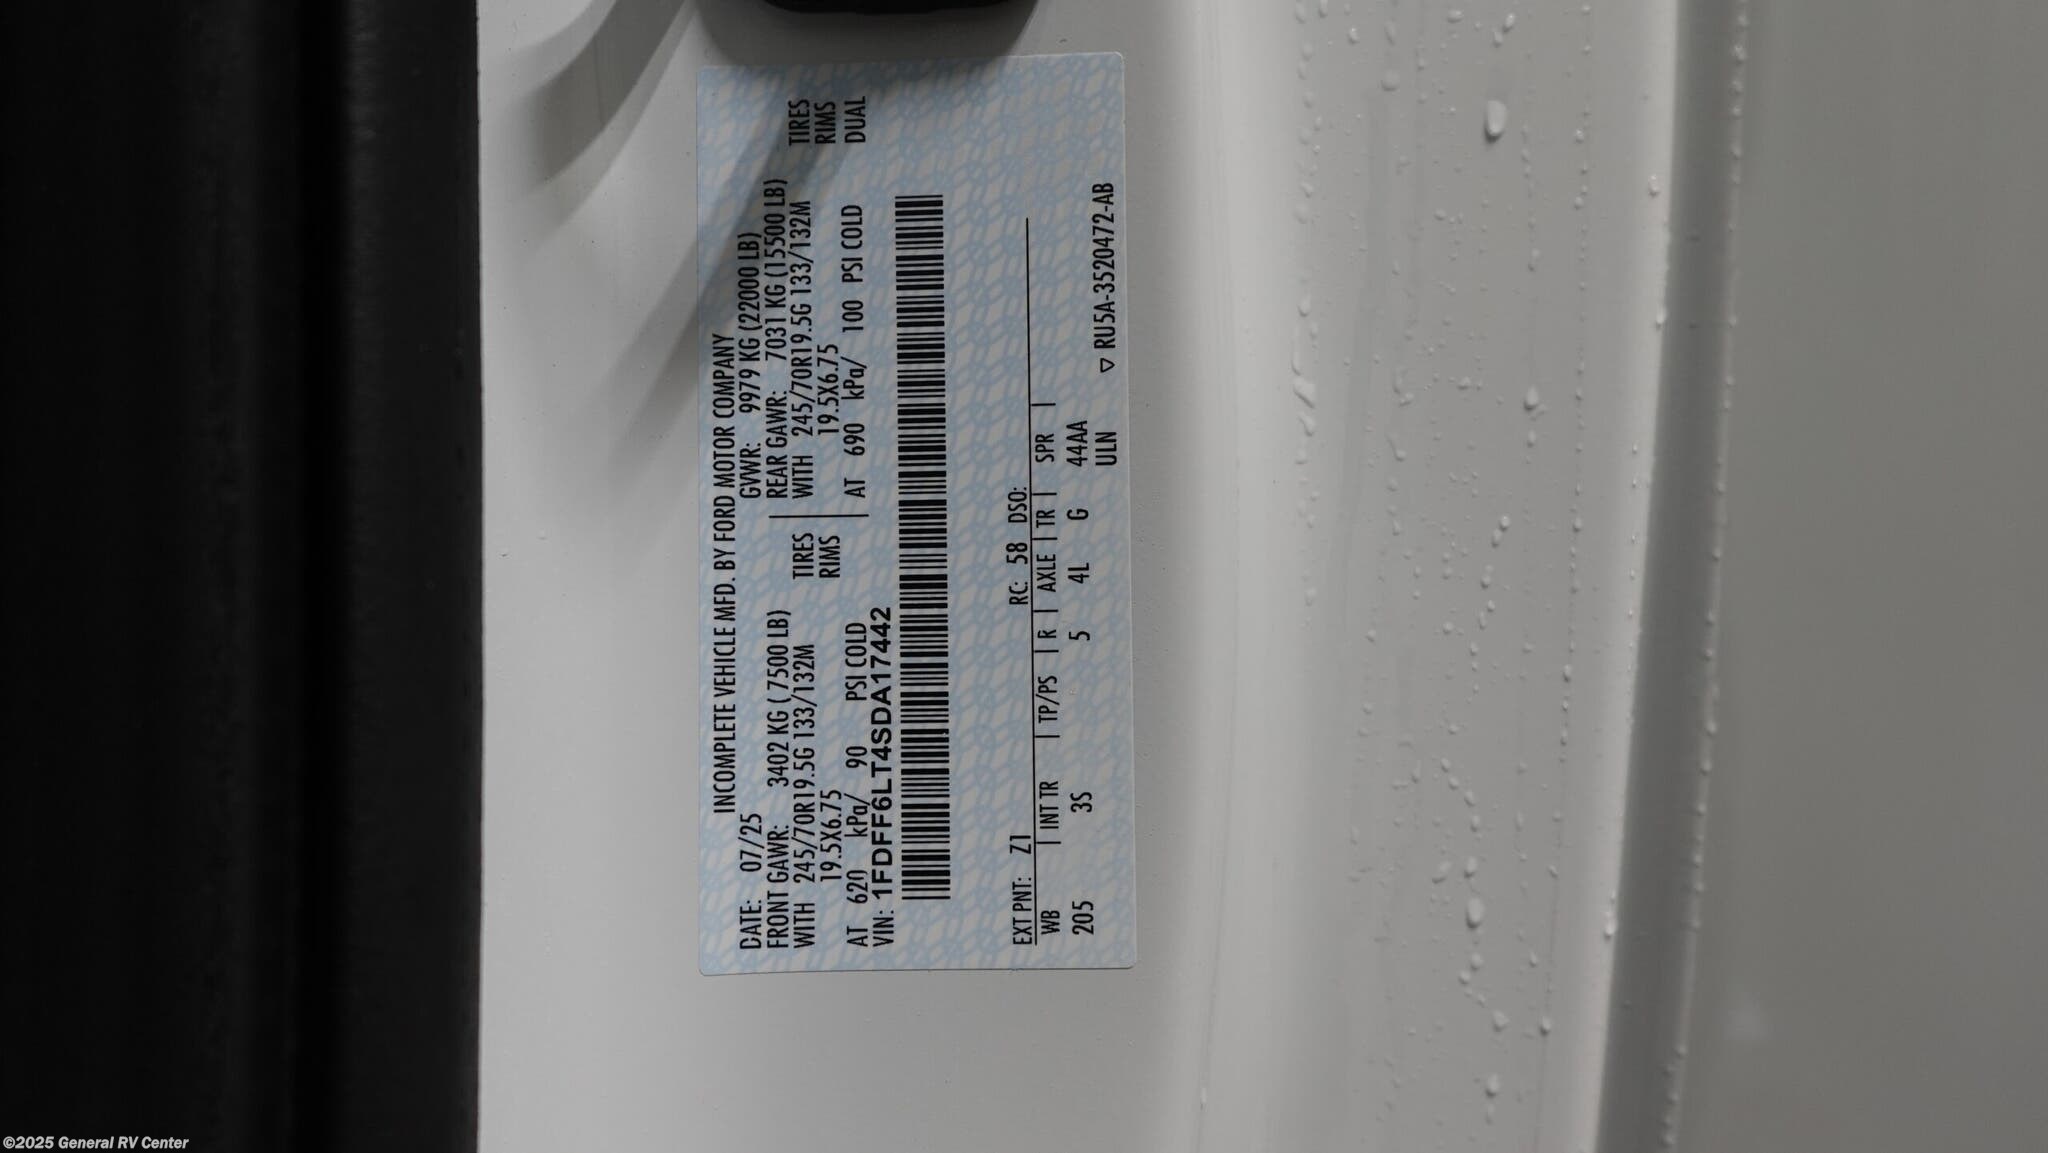 INCOMPLETE VEHICLE MFD. BY FORD MOTOR COMPANY
DATE: 07/25 GVWR: 9979 KG (22000 LB)
FRONT GAWR: 3402 KG (7500 LB) REAR GAWR: 7031 KG (15500 LB)
WITH 245/70R19.5G 133/132M TIRES WITH 245/70R19.5G 133/132M TIRES
19.5X6.75 RIMS 19.5X6.75 RIMS
AT 620 kPa/ 90 PSI COLD AT 690 kPa/ 100 PSI COLD DUAL
VIN: 1FDFF6LT4SDA17442
EXT PNT: Z1 RC: 58 DSO:
WB | INT TR | TP/PS | R | AXLE | TR | SPR |
205 3S 5 4L G 44AA
ULN ▽ RU5A-3520472-AB
©2025 General RV Center